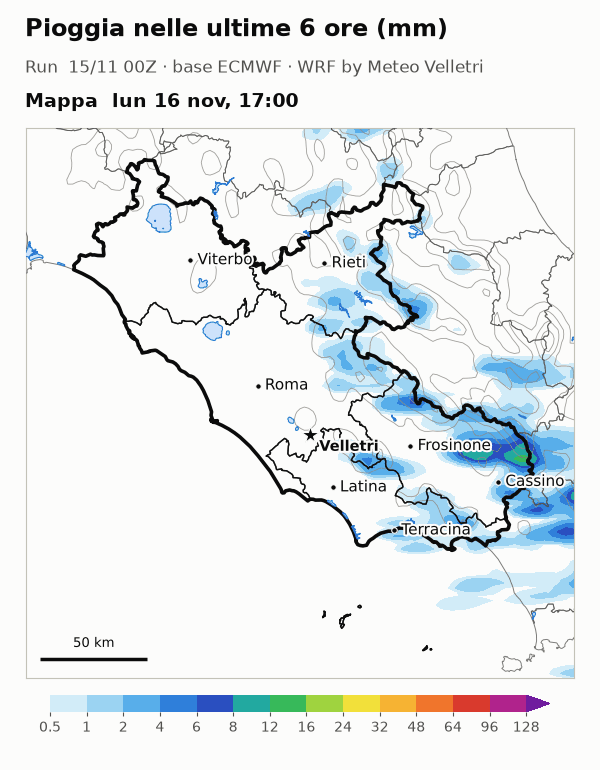 Pioggia nelle ultime 6 ore (mm)
Run  15/11 00Z · base ECMWF · WRF by Meteo Velletri
Mappa  lun 16 nov, 17:00
Viterbo
Rieti
Roma
Velletri
Frosinone
Cassino
Latina
Terracina
50 km
0.5 1 2 4 6 8 12 16 24 32 48 64 96 128